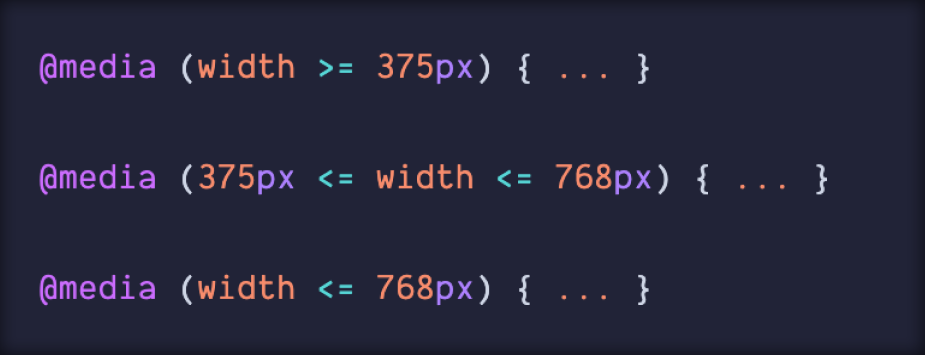 @media (width >= 375px) { ... }
@media (375px <= width <= 768px) { ... }
@media (width <= 768px) { ... }